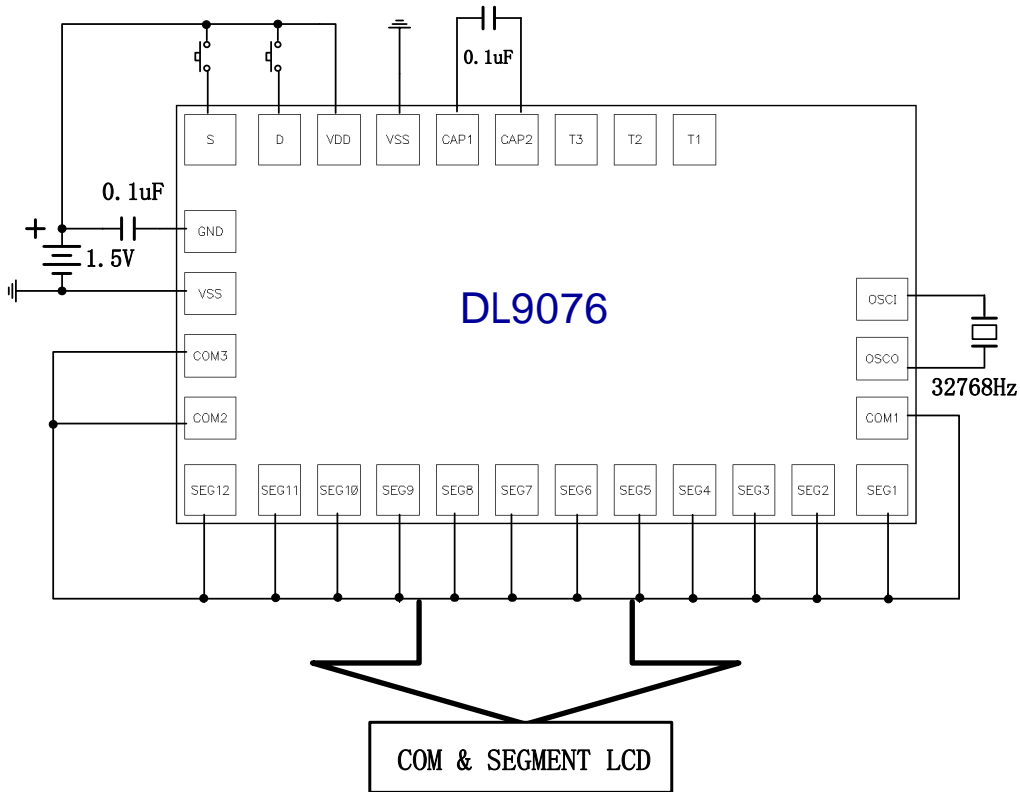 0.1uF
S D VDD VSS CAP1 CAP2 T3 T2 T1
0.1uF
+
GND
1.5V
VSS
DL9076
OSCI
COM3
OSCO
32768Hz
COM2
COM1
SEG12 SEG11 SEG10 SEG9 SEG8 SEG7 SEG6 SEG5 SEG4 SEG3 SEG2 SEG1
COM & SEGMENT LCD